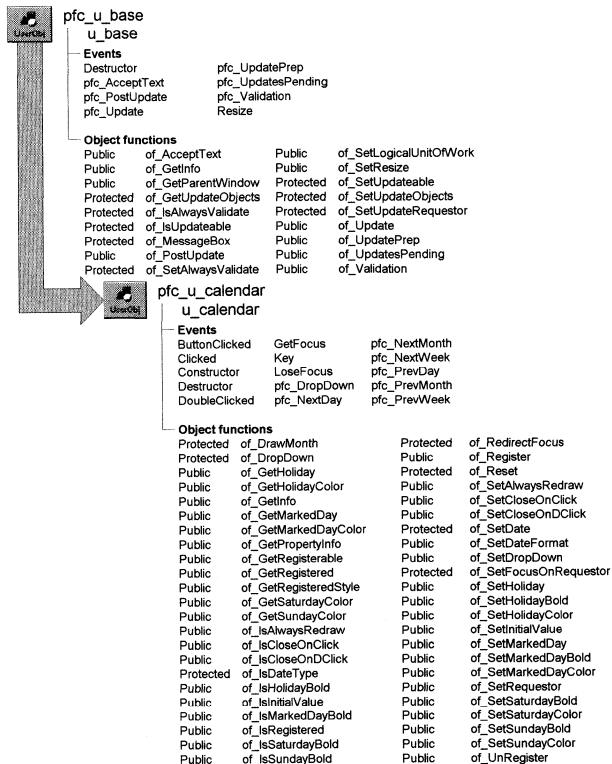 UserObj
pfc_u_base
u_base
Events
Destructor pfc_UpdatePrep
pfc_AcceptText pfc_UpdatesPending
pfc_PostUpdate pfc_Validation
pfc_Update Resize
Object functions
Public of_AcceptText Public of_SetLogicalUnitOfWork
Public of_GetInfo Public of_SetResize
Public of_GetParentWindow Protected of_SetUpdateable
Protected of_GetUpdateObjects Protected of_SetUpdateObjects
Protected of_IsAlwaysValidate Protected of_SetUpdateRequestor
Protected of_IsUpdateable Public of_Update
Protected of_MessageBox Public of_UpdatePrep
Public of_PostUpdate Public of_UpdatesPending
Protected of_SetAlwaysValidate Public of_Validation
UserObj
pfc_u_calendar
u_calendar
Events
ButtonClicked GetFocus pfc_NextMonth
Clicked Key pfc_NextWeek
Constructor LoseFocus pfc_PrevDay
Destructor pfc_DropDown pfc_PrevMonth
DoubleClicked pfc_NextDay pfc_PrevWeek
Object functions
Protected of_DrawMonth Protected of_RedirectFocus
Protected of_DropDown Public of_Register
Public of_GetHoliday Protected of_Reset
Public of_GetHolidayColor Public of_SetAlwaysRedraw
Public of_GetInfo Public of_SetCloseOnClick
Public of_GetMarkedDay Public of_SetCloseOnDClick
Public of_GetMarkedDayColor Protected of_SetDate
Public of_GetPropertyInfo Public of_SetDateFormat
Public of_GetRegisterable Public of_SetDropDown
Public of_GetRegistered Protected of_SetFocusOnRequestor
Public of_GetRegisteredStyle Public of_SetHoliday
Public of_GetSaturdayColor Public of_SetHolidayBold
Public of_GetSundayColor Public of_SetHolidayColor
Public of_IsAlwaysRedraw Public of_SetInitialValue
Public of_IsCloseOnClick Public of_SetMarkedDay
Public of_IsCloseOnDClick Public of_SetMarkedDayBold
Protected of_IsDateType Public of_SetMarkedDayColor
Public of_IsHolidayBold Public of_SetRequestor
Public of_IsInitialValue Public of_SetSaturdayBold
Public of_IsMarkedDayBold Public of_SetSaturdayColor
Public of_IsRegistered Public of_SetSundayBold
Public of_IsSaturdayBold Public of_SetSundayColor
Public of_IsSundayBold Public of_UnRegister